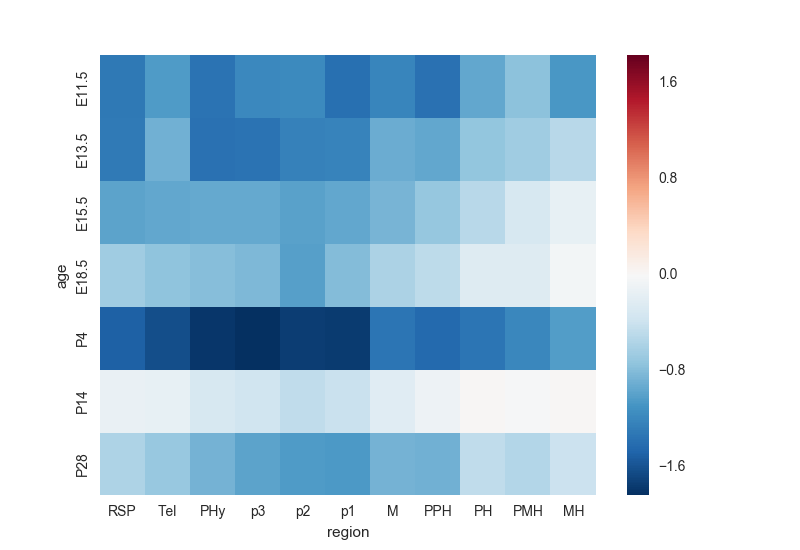 E11.5
E13.5
E15.5
E18.5
P4
P14
P28
age
RSP Tel PHy p3 p2 p1 M PPH PH PMH MH
region
1.6
0.8
0.0
−0.8
−1.6